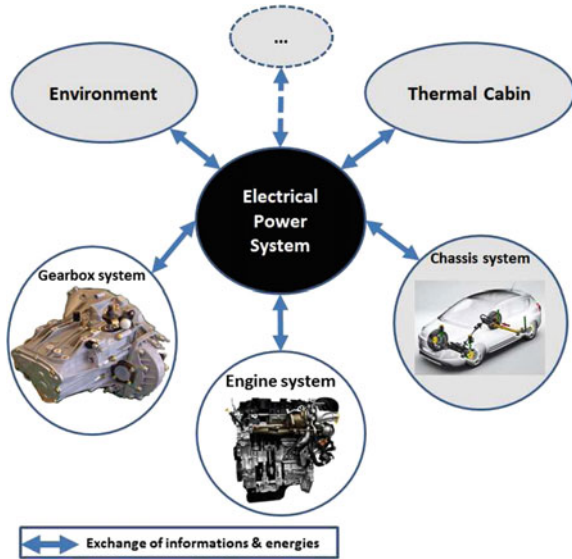 ...
Environment
Thermal Cabin
Electrical
Power
System
Gearbox system
Chassis system
Engine system
Exchange of informations & energies